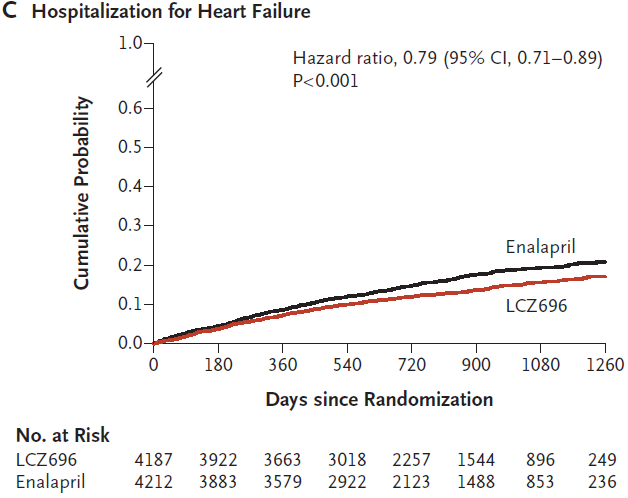 C Hospitalization for Heart Failure
1.0
Hazard ratio, 0.79 (95% CI, 0.71–0.89)
P<0.001
0.6
0.5
0.4
0.3
0.2
0.1
0.0
Cumulative Probability
Enalapril
LCZ696
0 180 360 540 720 900 1080 1260
Days since Randomization
No. at Risk
LCZ696 4187 3922 3663 3018 2257 1544 896 249
Enalapril 4212 3883 3579 2922 2123 1488 853 236